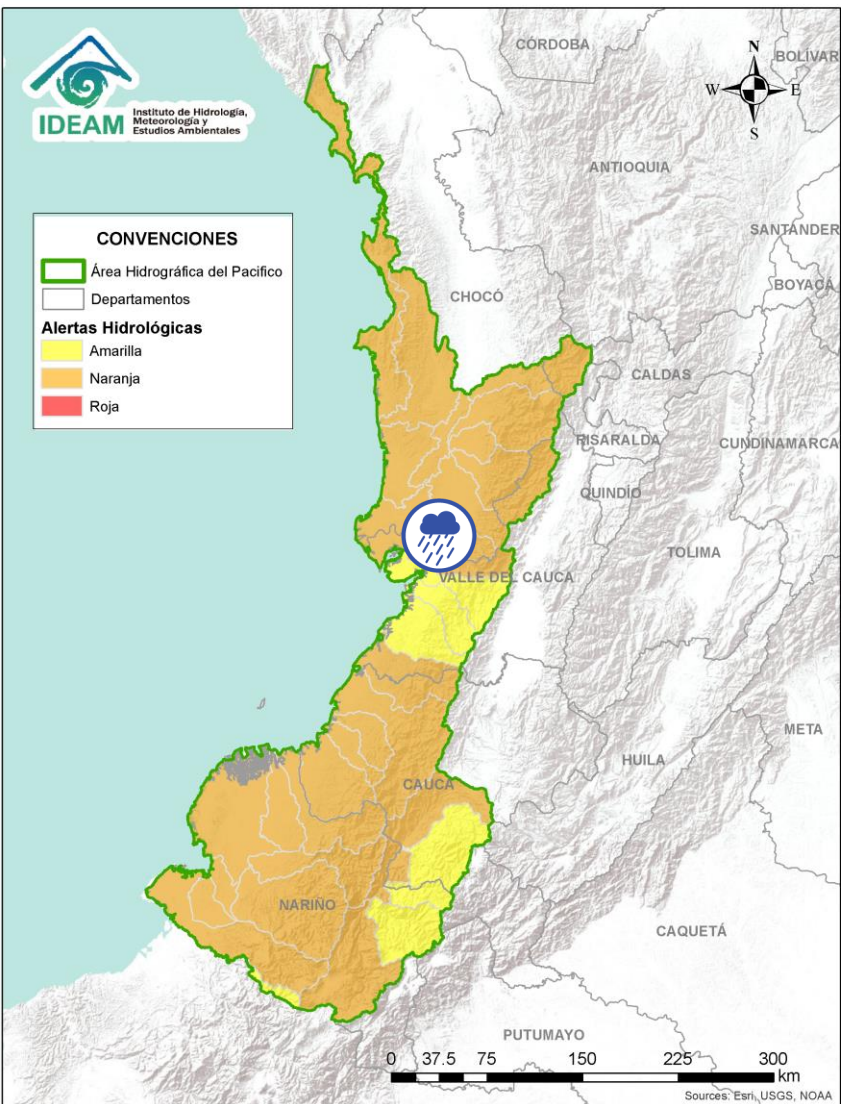 IDEAM
Instituto de Hidrología,
Meteorología y
Estudios Ambientales
CÓRDOBA
BOLÍVAR
N
W
E
S
ANTIOQUIA
SANTANDER
BOYACÁ
CONVENCIONES
Área Hidrográfica del Pacifico
Departamentos
Alertas Hidrológicas
Amarilla
Naranja
Roja
CHOCÓ
CALDAS
RISARALDA
CUNDINAMARCA
QUINDÍO
TOLIMA
VALLE DEL CAUCA
META
HUILA
CAUCA
NARIÑO
CAQUETÁ
PUTUMAYO
0 37.5 75 150 225 300
km
Sources: Esri, USGS, NOAA